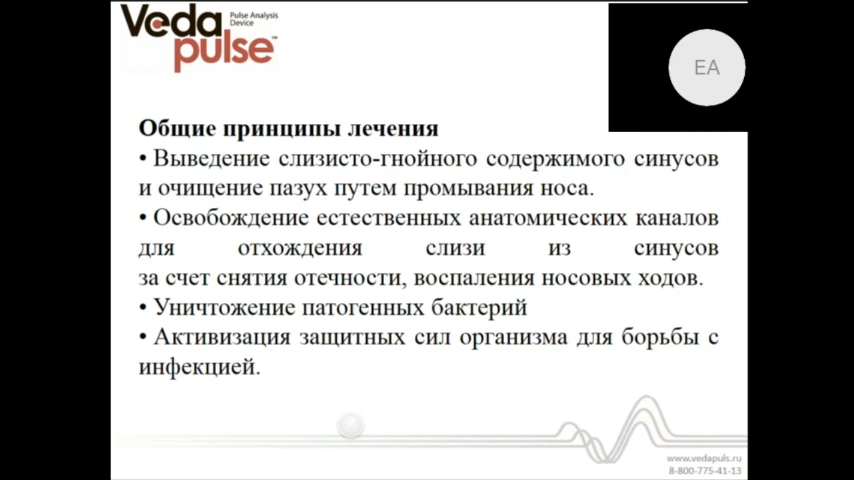 Veda
pulse™
Pulse Analysis
Device
EA
Общие принципы лечения
• Выведение слизисто-гнойного содержимого синусов
и очищение пазух путем промывания носа.
• Освобождение естественных анатомических каналов
для отхождения слизи из синусов
за счет снятия отечности, воспаления носовых ходов.
• Уничтожение патогенных бактерий
• Активизация защитных сил организма для борьбы с
инфекцией.
www.vedapuls.ru
8-800-775-41-13